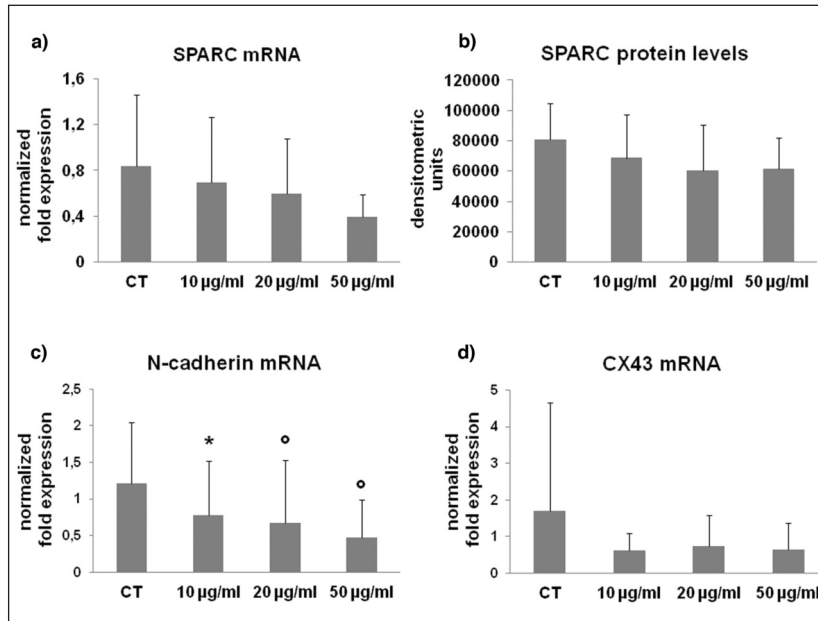 a)
SPARC mRNA
normalized
fold expression
1,6
1,2
0,8
0,4
0
CT 10 µg/ml 20 µg/ml 50 µg/ml
b)
SPARC protein levels
densitometric
units
120000
100000
80000
60000
40000
20000
0
CT 10 µg/ml 20 µg/ml 50 µg/ml
c)
N-cadherin mRNA
normalized
fold expression
2,5
2
1,5
1
0,5
0
* ° °
CT 10 µg/ml 20 µg/ml 50 µg/ml
d)
CX43 mRNA
normalized
fold expression
5
4
3
2
1
0
CT 10 µg/ml 20 µg/ml 50 µg/ml